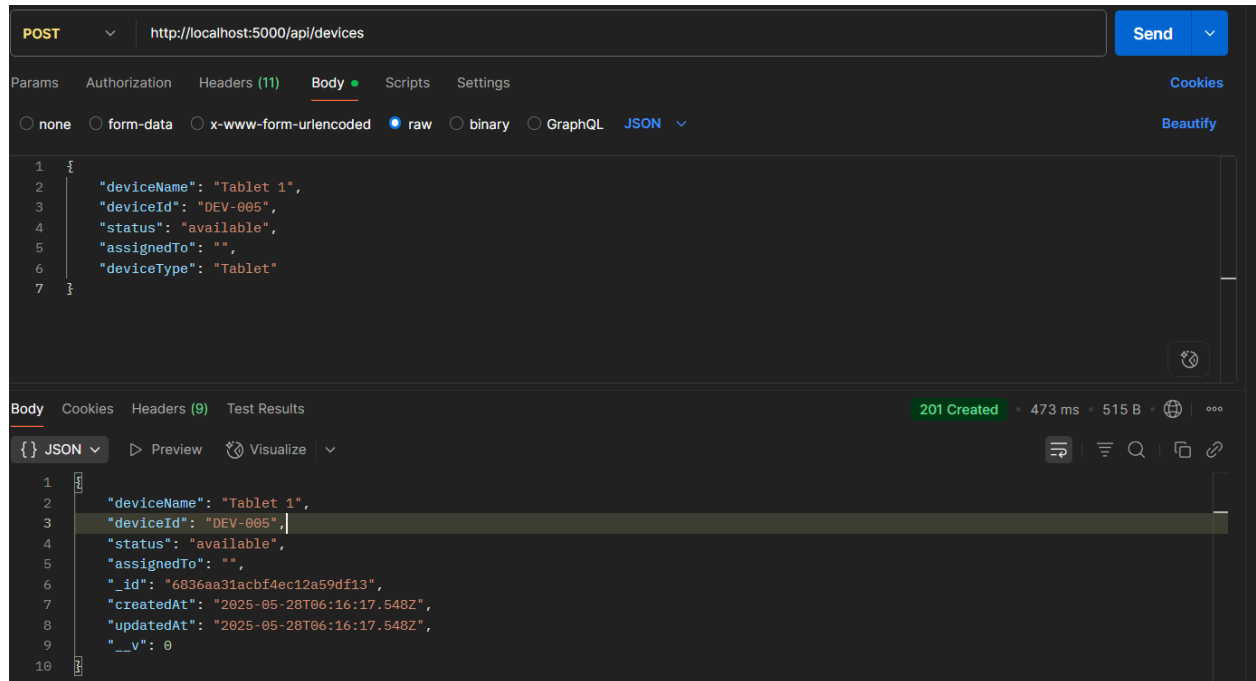 POST http://localhost:5000/api/devices Send
Params Authorization Headers (11) Body Scripts Settings Cookies
none form-data x-www-form-urlencoded raw binary GraphQL JSON Beautify
1 {
2 "deviceName": "Tablet 1",
3 "deviceId": "DEV-005",
4 "status": "available",
5 "assignedTo": "",
6 "deviceType": "Tablet"
7 }
Body Cookies Headers (9) Test Results 201 Created • 473 ms • 515 B •
{} JSON Preview Visualize
1 {
2 "deviceName": "Tablet 1",
3 "deviceId": "DEV-005",
4 "status": "available",
5 "assignedTo": "",
6 "_id": "6836aa31acbf4ec12a59df13",
7 "createdAt": "2025-05-28T06:16:17.548Z",
8 "updatedAt": "2025-05-28T06:16:17.548Z",
9 "__v": 0
10 }